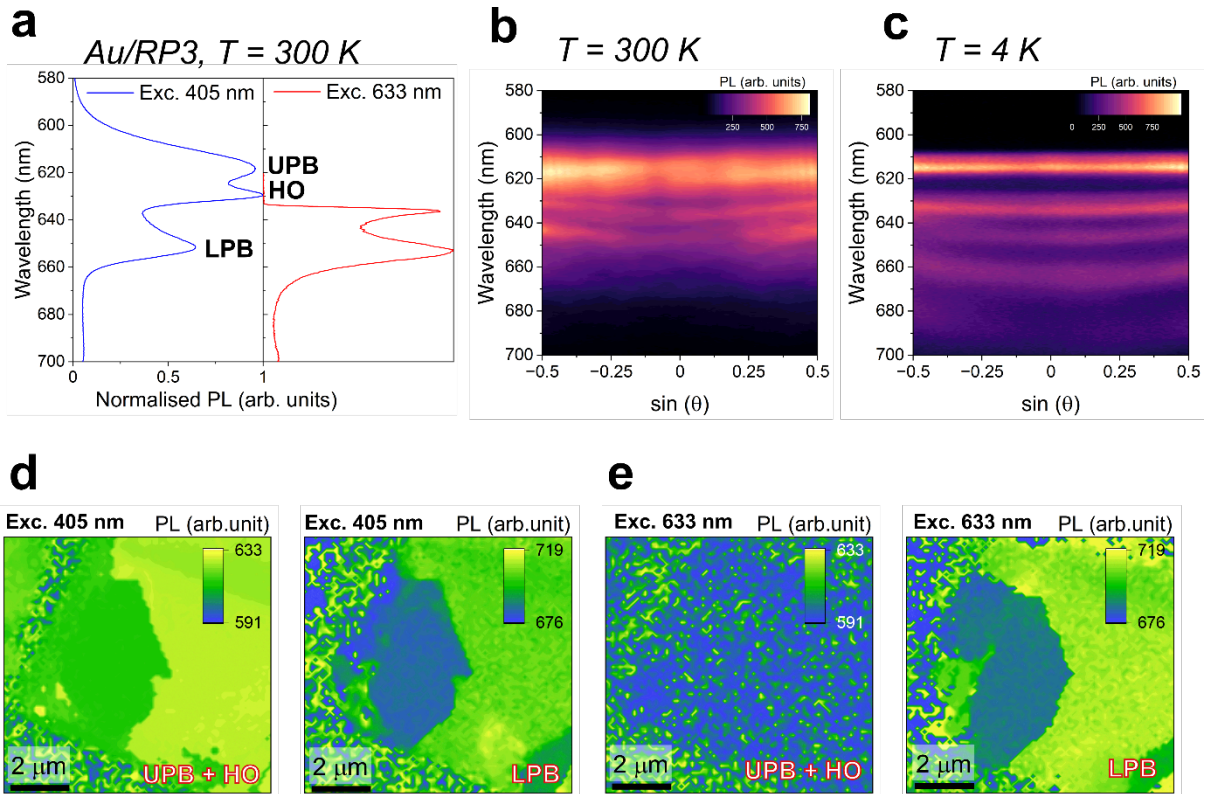 a
Au/RP3, T = 300 K
Exc. 405 nm
Exc. 633 nm
UPB
HO
LPB
Wavelength (nm)
580
600
620
640
660
680
700
0
0.5
1
Normalised PL (arb. units)
b
T = 300 K
PL (arb. units)
250
500
750
Wavelength (nm)
580
600
620
640
660
680
700
−0.5
−0.3
0
0.3
0.5
sin (θ)
c
T = 4 K
PL (arb. units)
0
250
500
750
Wavelength (nm)
580
600
620
640
660
680
700
−0.5
−0.3
0
0.3
0.5
sin (θ)
d
Exc. 405 nm PL (arb.unit)
633
591
2 μm
UPB + HO
Exc. 405 nm PL (arb.unit)
719
676
2 μm
LPB
e
Exc. 633 nm PL (arb.unit)
633
591
2 μm
UPB + HO
Exc. 633 nm PL (arb.unit)
719
676
2 μm
LPB